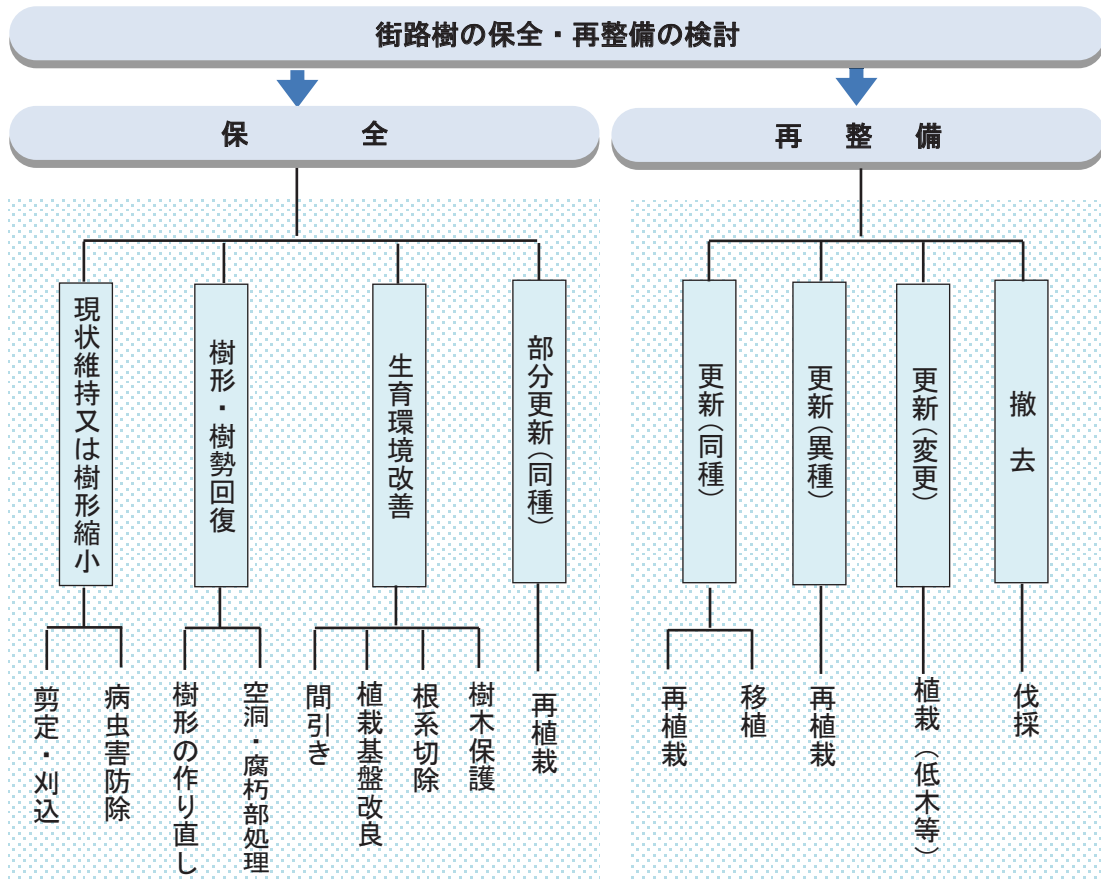 街路樹の保全・再整備の検討
保全
再整備
現状維持又は樹形縮小
樹形・樹勢回復
生育環境改善
部分更新（同種）
更新（同種）
更新（異種）
更新（変更）
撤去
剪定・刈込
病虫害防除
樹形の作り直し
空洞・腐朽部処理
間引き
植栽基盤改良
根系切除
樹木保護
再植栽
再植栽
移植
再植栽
植栽（低木等）
伐採